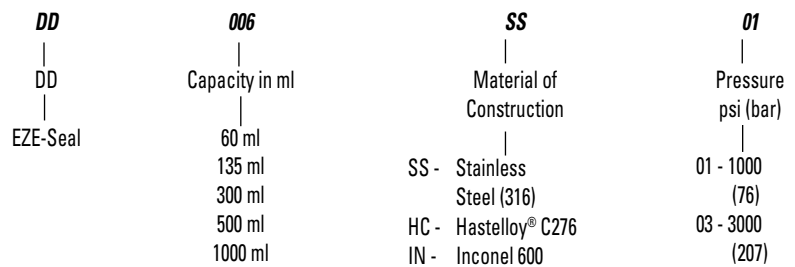 DD 006 SS 01
DD Capacity in ml Material of Pressure
Construction psi (bar)
EZE-Seal 60 ml
135 ml SS - Stainless 01 - 1000
300 ml Steel (316) (76)
500 ml HC - Hastelloy® C276 03 - 3000
1000 ml IN - Inconel 600 (207)